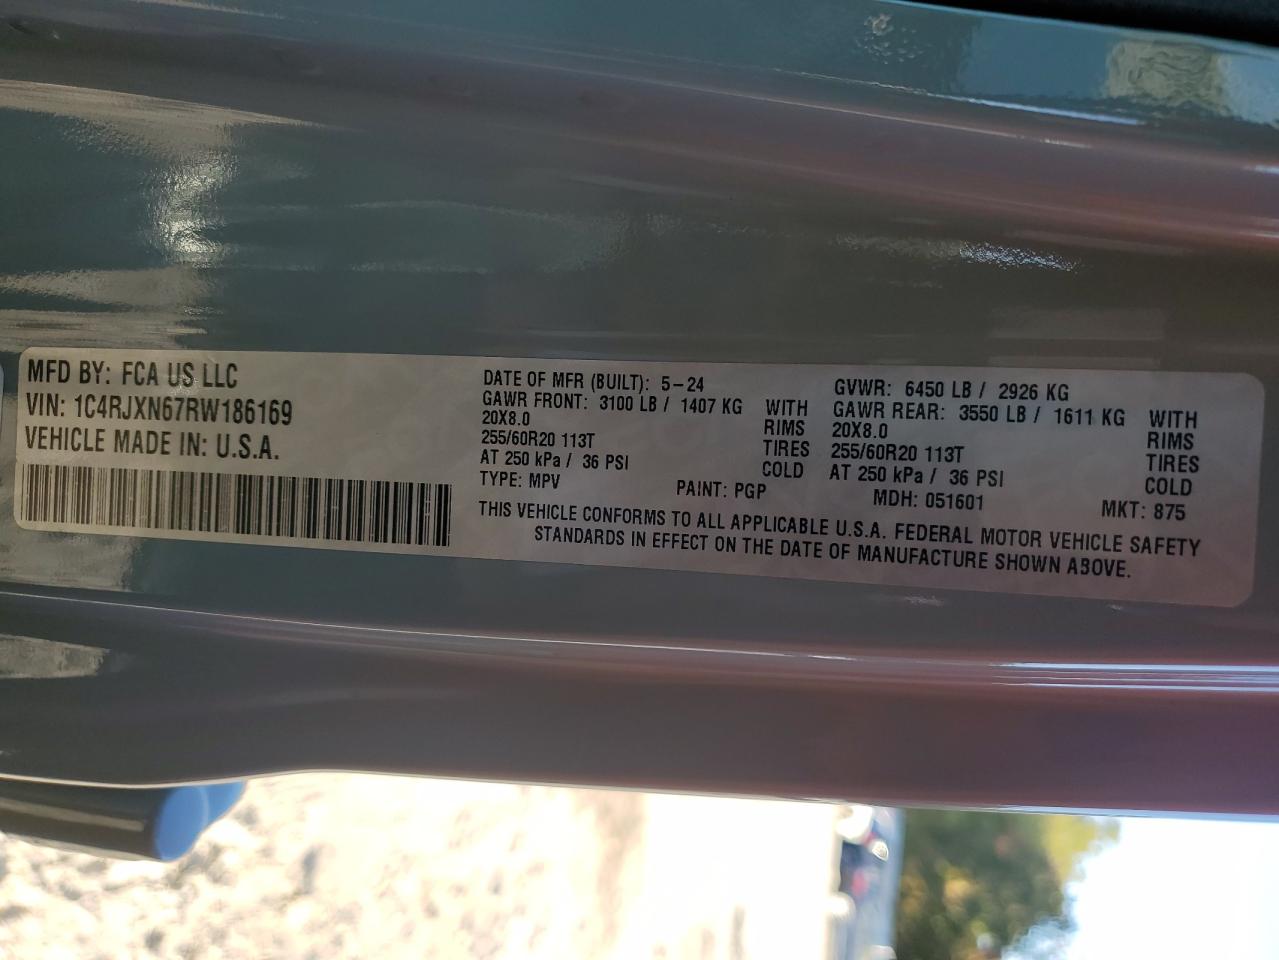 MFD BY: FCA US LLC
VIN: 1C4RJXN67RW186169
VEHICLE MADE IN: U.S.A.
DATE OF MFR (BUILT): 5-24
GAWR FRONT: 3100 LB / 1407 KG WITH
20X8.0 RIMS
255/60R20 113T TIRES
AT 250 kPa / 36 PSI COLD
GVWR: 6450 LB / 2926 KG
GAWR REAR: 3550 LB / 1611 KG WITH
20X8.0 RIMS
255/60R20 113T TIRES
AT 250 kPa / 36 PSI COLD
TYPE: MPV PAINT: PGP MDH: 051601 MKT: 875
THIS VEHICLE CONFORMS TO ALL APPLICABLE U.S.A. FEDERAL MOTOR VEHICLE SAFETY
STANDARDS IN EFFECT ON THE DATE OF MANUFACTURE SHOWN ABOVE.